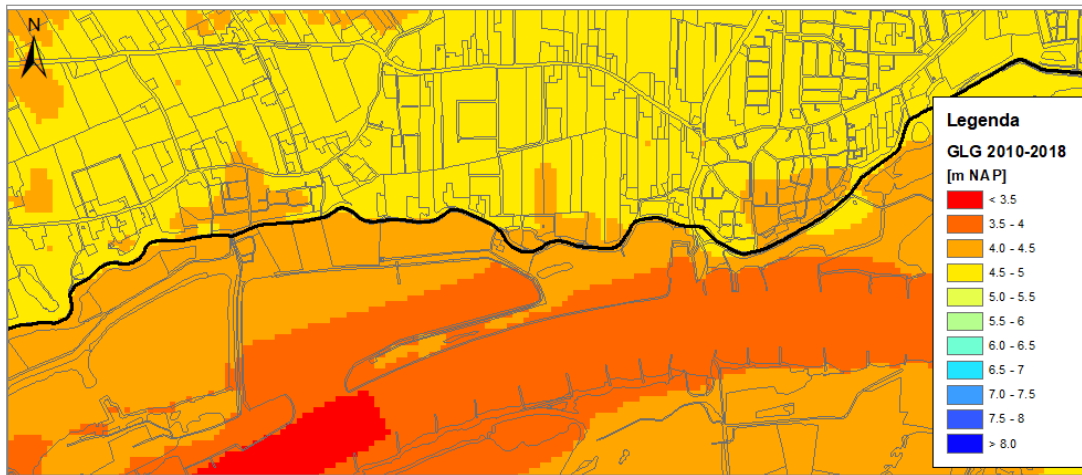 N
Legenda
GLG 2010-2018
[m NAP]
< 3.5
3.5 - 4
4.0 - 4.5
4.5 - 5
5.0 - 5.5
5.5 - 6
6.0 - 6.5
6.5 - 7
7.0 - 7.5
7.5 - 8
> 8.0